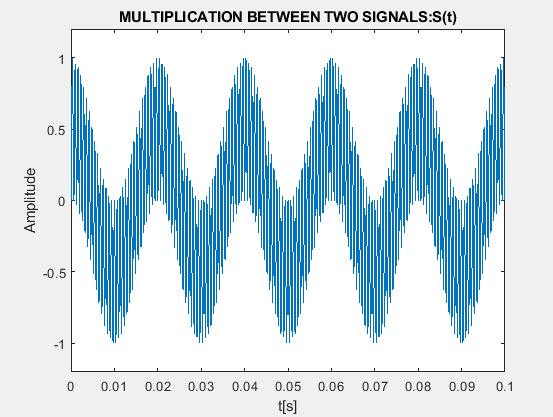 MULTIPLICATION BETWEEN TWO SIGNALS:S(t)
1
0.5
0
-0.5
-1
Amplitude
0 0.01 0.02 0.03 0.04 0.05 0.06 0.07 0.08 0.09 0.1
t[s]